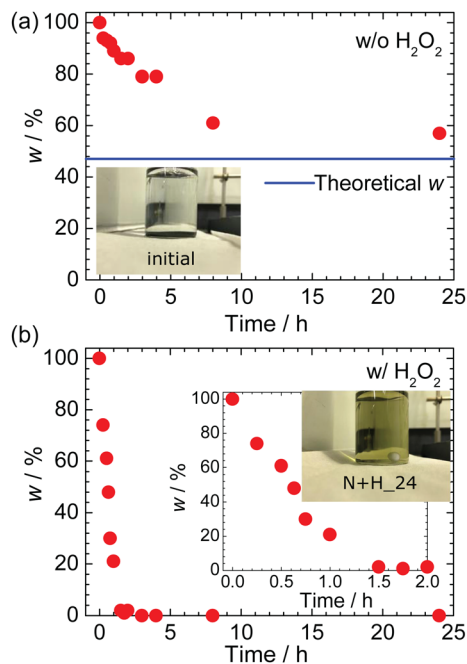 (a)
w/o H2O2
100
80
60
40
20
0
w / %
Theoretical w
initial
0 5 10 15 20 25
Time / h
(b)
w/ H2O2
100
80
60
40
20
0
w / %
100
80
60
40
20
0
w / %
N+H_24
0.0 0.5 1.0 1.5 2.0
Time / h
0 5 10 15 20 25
Time / h